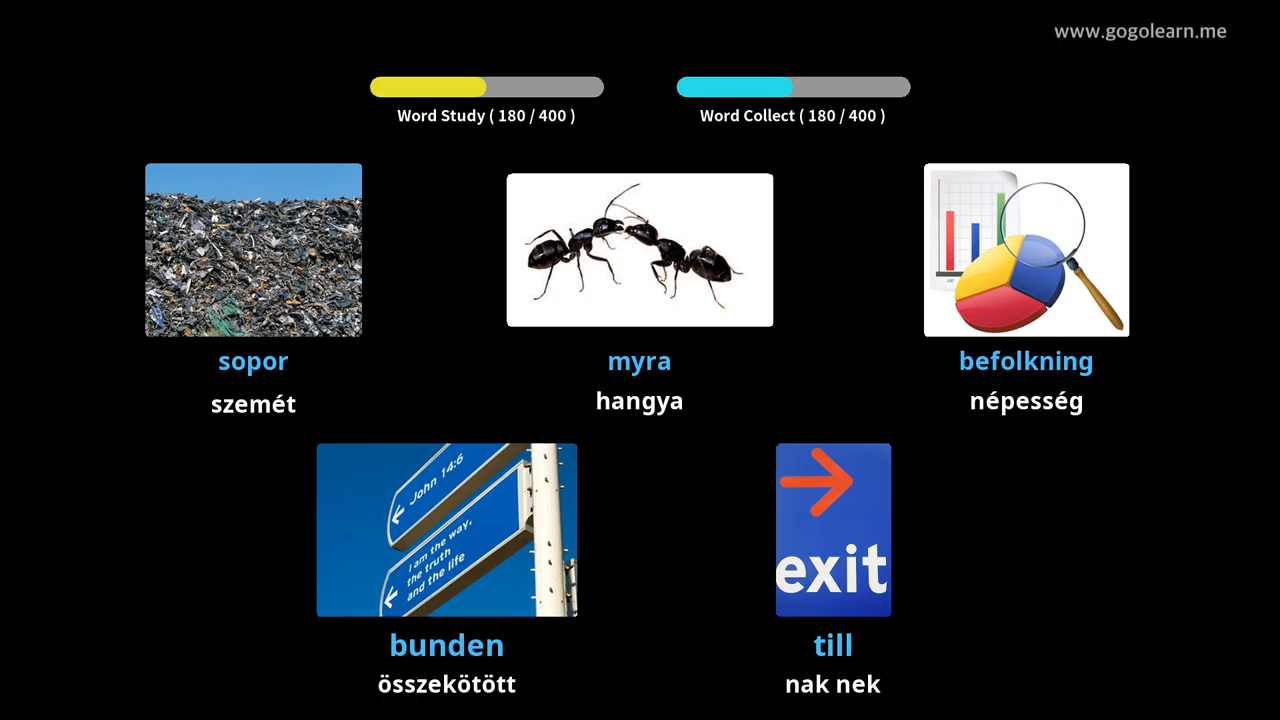 www.gogolearn.me
Word Study ( 180 / 400 )
Word Collect ( 180 / 400 )
sopor
szemét
myra
hangya
befolkning
népesség
John 14:6
I am the way,
the truth
and the life
bunden
összekötött
exit
till
nak nek